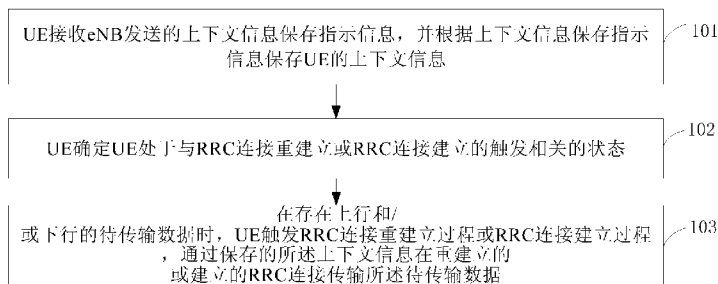 UE接收eNB发送的上下文信息保存指示信息，并根据上下文信息保存指示
信息保存UE的上下文信息
101
UE确定UE处于与RRC连接重建立或RRC连接建立的触发相关的状态
102
在存在上行和/
或下行的待传输数据时，UE触发RRC连接重建立过程或RRC连接建立过程
，通过保存的所述上下文信息在重建立的
或建立的RRC连接传输所述待传输数据
103